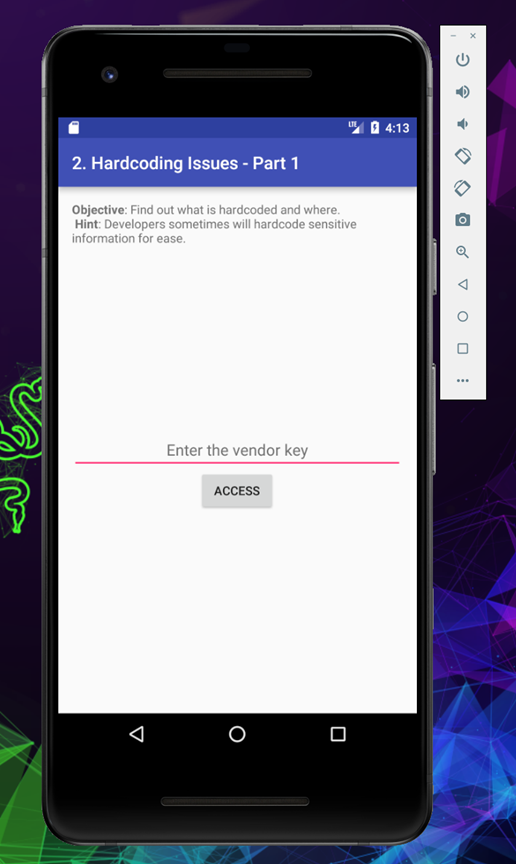 LTE 4:13
2. Hardcoding Issues - Part 1
Objective: Find out what is hardcoded and where.
Hint: Developers sometimes will hardcode sensitive
information for ease.
Enter the vendor key
ACCESS